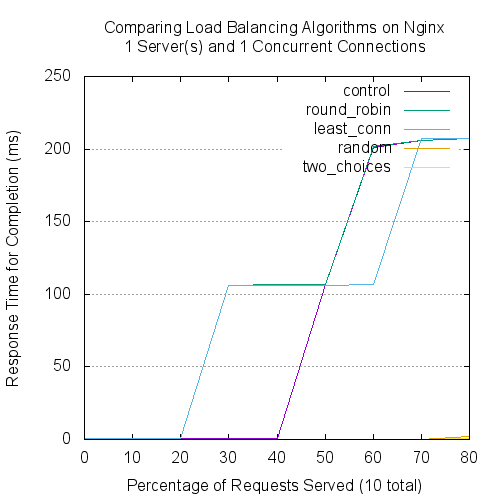 Comparing Load Balancing Algorithms on Nginx
1 Server(s) and 1 Concurrent Connections
250
200
150
100
50
0
Response Time for Completion (ms)
control
round_robin
least_conn
random
two_choices
0 10 20 30 40 50 60 70 80
Percentage of Requests Served (10 total)